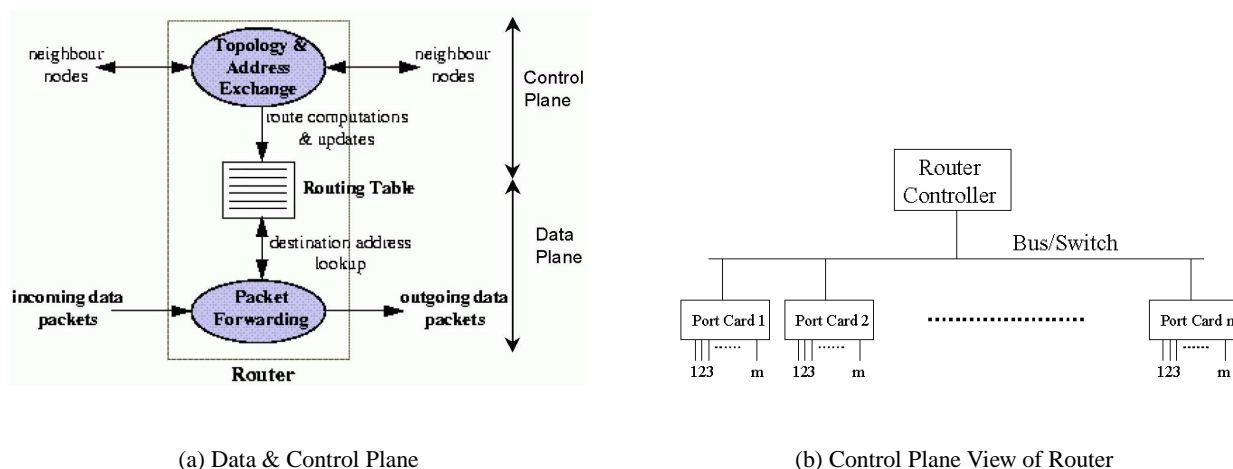 neighbour
nodes
Topology &
Address
Exchange
neighbour
nodes
Control
Plane
route computations
& updates
Routing Table
Data
Plane
destination address
lookup
incoming data
packets
Packet
Forwarding
outgoing data
packets
Router
(a) Data & Control Plane
Router
Controller
Bus/Switch
Port Card 1
Port Card 2
Port Card n
123 m
123 m
123 m
(b) Control Plane View of Router